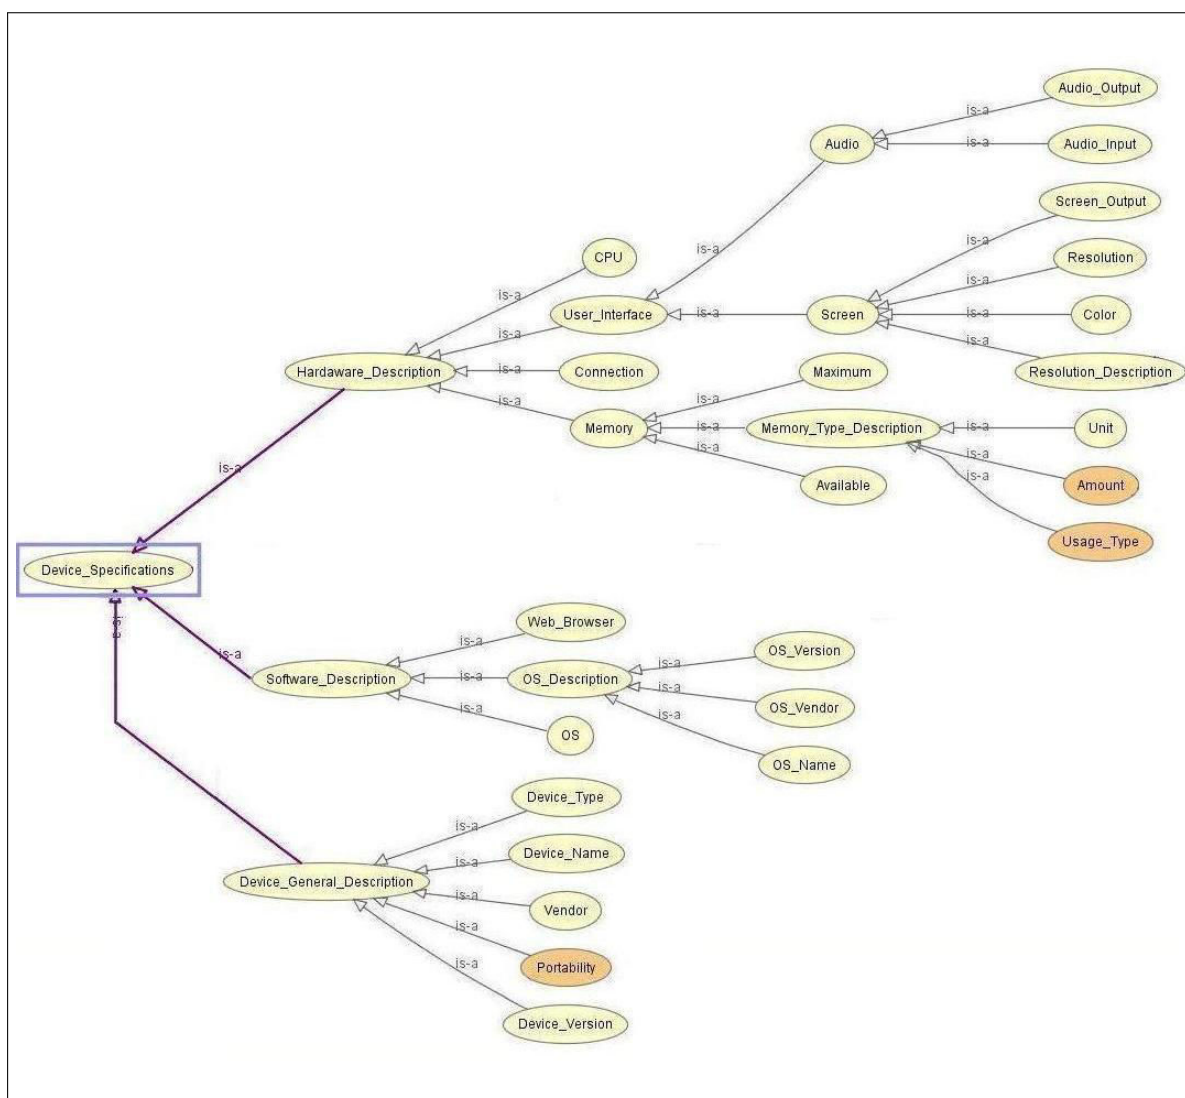 Audio_Output
is-a
Audio
is-a
Audio_Input
Screen_Output
is-a
CPU
is-a
Resolution
is-a
is-a
User_Interface
is-a
Screen
is-a
Color
is-a
is-a
Hardaware_Description
is-a
Connection
Maximum
Resolution_Description
is-a
is-a
Memory
is-a
Memory_Type_Description
is-a
Unit
is-a
is-a
Available
is-a
Amount
is-a
Usage_Type
Device_Specifications
is-a
is-a
Web_Browser
is-a
OS_Version
is-a
Software_Description
is-a
OS_Description
is-a
OS_Vendor
is-a
is-a
OS
OS_Name
Device_Type
is-a
Device_Name
is-a
Device_General_Description
is-a
Vendor
is-a
Portability
is-a
Device_Version